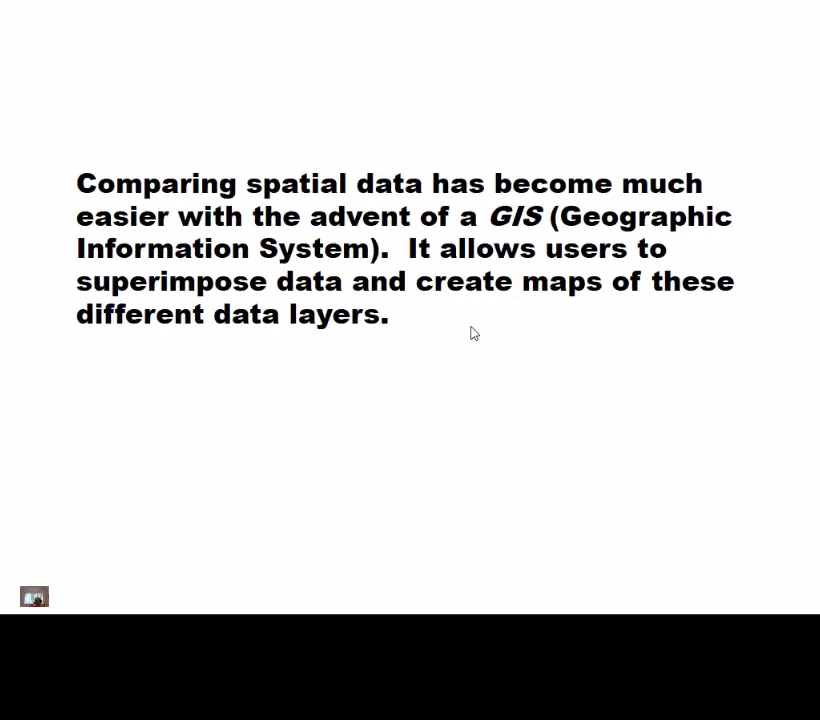 Comparing spatial data has become much
easier with the advent of a GIS (Geographic
Information System).  It allows users to
superimpose data and create maps of these
different data layers.